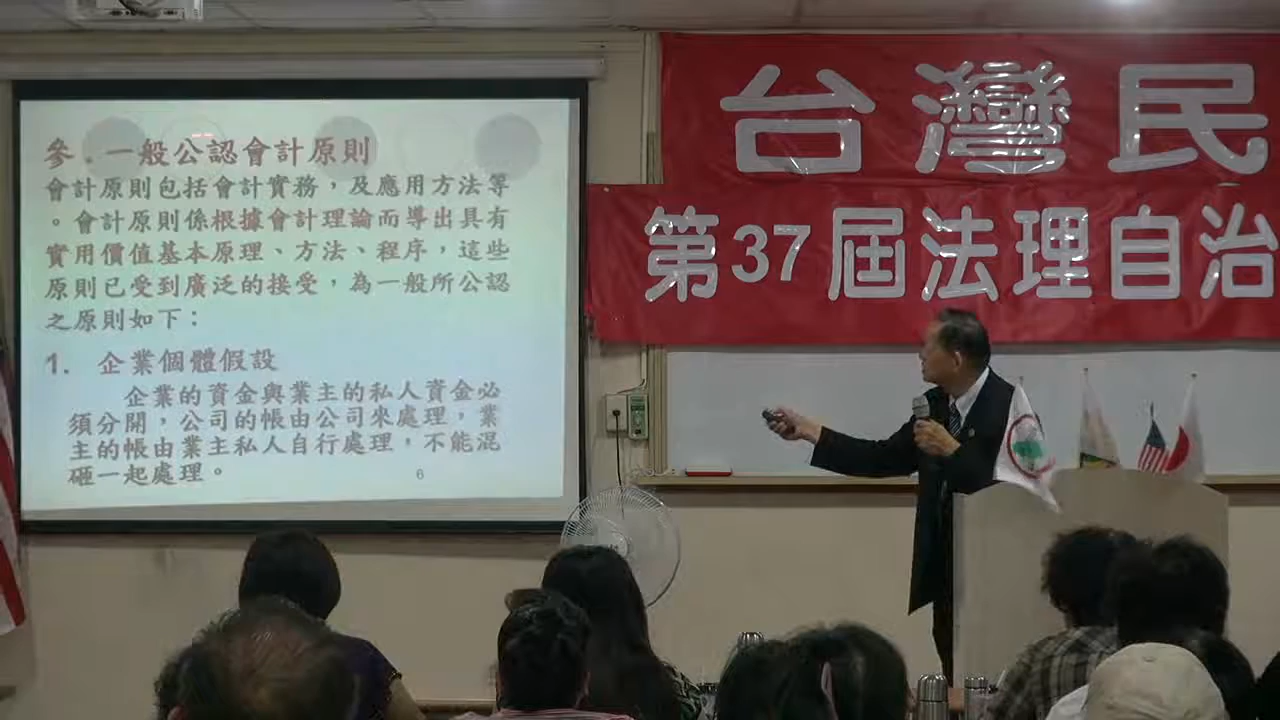 參.一般公認會計原則
會計原則包括會計實務，及應用方法等
。會計原則係根據會計理論而導出具有
實用價值基本原理、方法、程序，這些
原則已受到廣泛的接受，為一般所公認
之原則如下：
1. 企業個體假設
企業的資金與業主的私人資金必
須分開，公司的帳由公司來處理，業
主的帳由業主私人自行處理，不能混
砸一起處理。
6
台灣民
第37屆法理自治